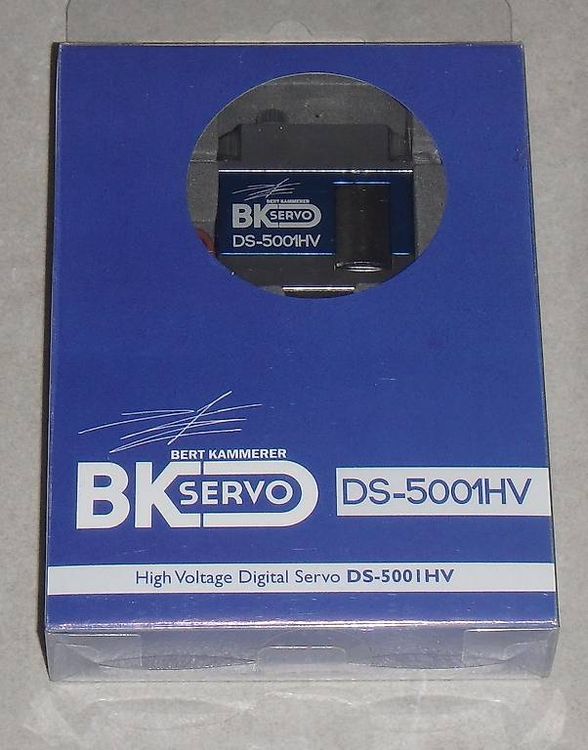 BERT KAMMERER
BK SERVO
DS-5001HV
BERT KAMMERER
BK SERVO
DS-5001HV
High Voltage Digital Servo DS-5001HV